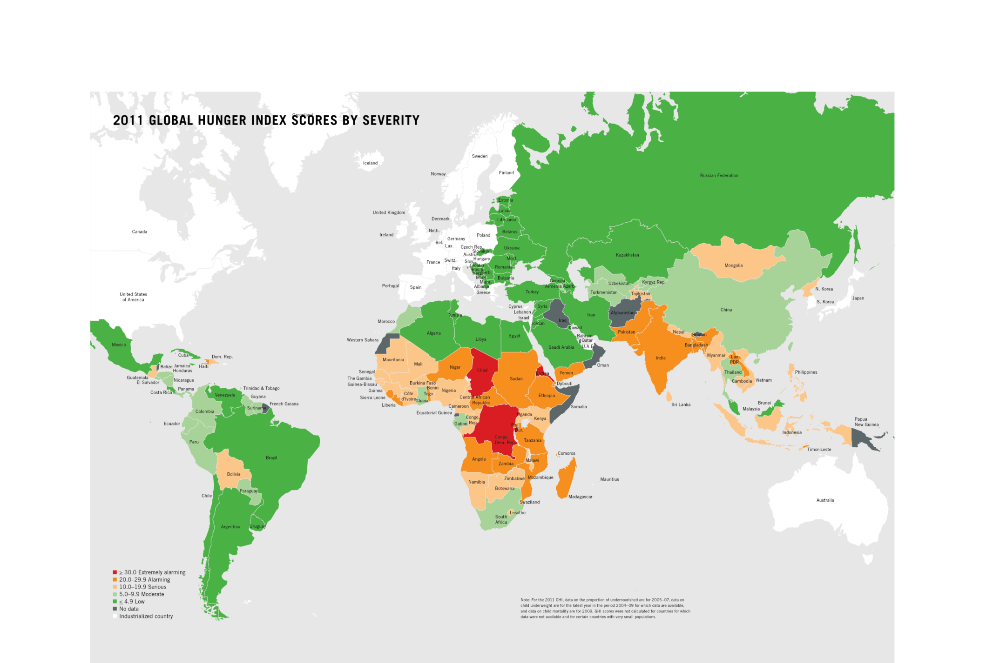 Greenland
2011 GLOBAL HUNGER INDEX SCORES BY SEVERITY
Sweden
Iceland
Finland
Norway
Russian Federation
Estonia
Latvia
United Kingdom
Denmark
Lithuania
Canada
Neth.
Belarus
Ireland
Poland
Germany
Bel.
Lux.
Czech Rep.
Ukraine
Slovakia
Austria
Kazakhstan
Hungary
Mold.
France
Switz.
Slov.
Croatia
Mongolia
Italy
Romania
Bos.&
Herz.
Serb.
Mont.
Bulgaria
Georgia
Mace.
Uzbekistan
Kyrgyz Rep.
Portugal
Spain
Albania
Armenia
Azerb.
United States
of America
Greece
Turkey
Turkmenistan
Tajikistan
N. Korea
Japan
S. Korea
Cyprus
Syria
China
Lebanon
Israel
Iran
Afghanistan
Tunisia
Morocco
Iraq
Jordan
Kuwait
Algeria
Libya
Egypt
Bahrain
Pakistan
Nepal
Bhutan
Western Sahara
Qatar
Mexico
Saudi Arabia
U.A.E.
Bangladesh
Cuba
Dom. Rep.
Mauritania
Mali
India
Myanmar
Lao
PDR
Belize
Jamaica
Haiti
Niger
Chad
Oman
Honduras
Senegal
Eritrea
Yemen
Thailand
Philippines
Guatemala
The Gambia
Sudan
El Salvador
Nicaragua
Guinea-Bissau
Burkina Faso
Djibouti
Cambodia
Vietnam
Panama
Trinidad & Tobago
Guinea
Benin
Nigeria
Costa Rica
Venezuela
Guyana
Sierra Leone
Côte
d'Ivoire
Togo
Ghana
Central African
Republic
Ethiopia
French Guiana
Liberia
Cameroon
Somalia
Sri Lanka
Brunei
Suriname
Malaysia
Colombia
Equatorial Guinea
Uganda
Kenya
Ecuador
Gabon
Congo,
Rep.
Rw.
Bur.
Papua
New Guinea
Indonesia
Peru
Congo,
Dem. Rep.
Tanzania
Timor-Leste
Comoros
Brazil
Angola
Zambia
Malawi
Bolivia
Namibia
Zimbabwe
Mozambique
Mauritius
Paraguay
Botswana
Chile
Madagascar
Swaziland
Australia
Lesotho
South
Africa
Argentina
Uruguay
≥ 30.0 Extremely alarming
20.0–29.9 Alarming
10.0–19.9 Serious
5.0–9.9 Moderate
≤ 4.9 Low
No data
Industrialized country
Note: For the 2011 GHI, data on the proportion of undernourished are for 2005–07, data on
child underweight are for the latest year in the period 2004–09 for which data are available,
and data on child mortality are for 2009. GHI scores were not calculated for countries for which
data were not available and for certain countries with very small populations.